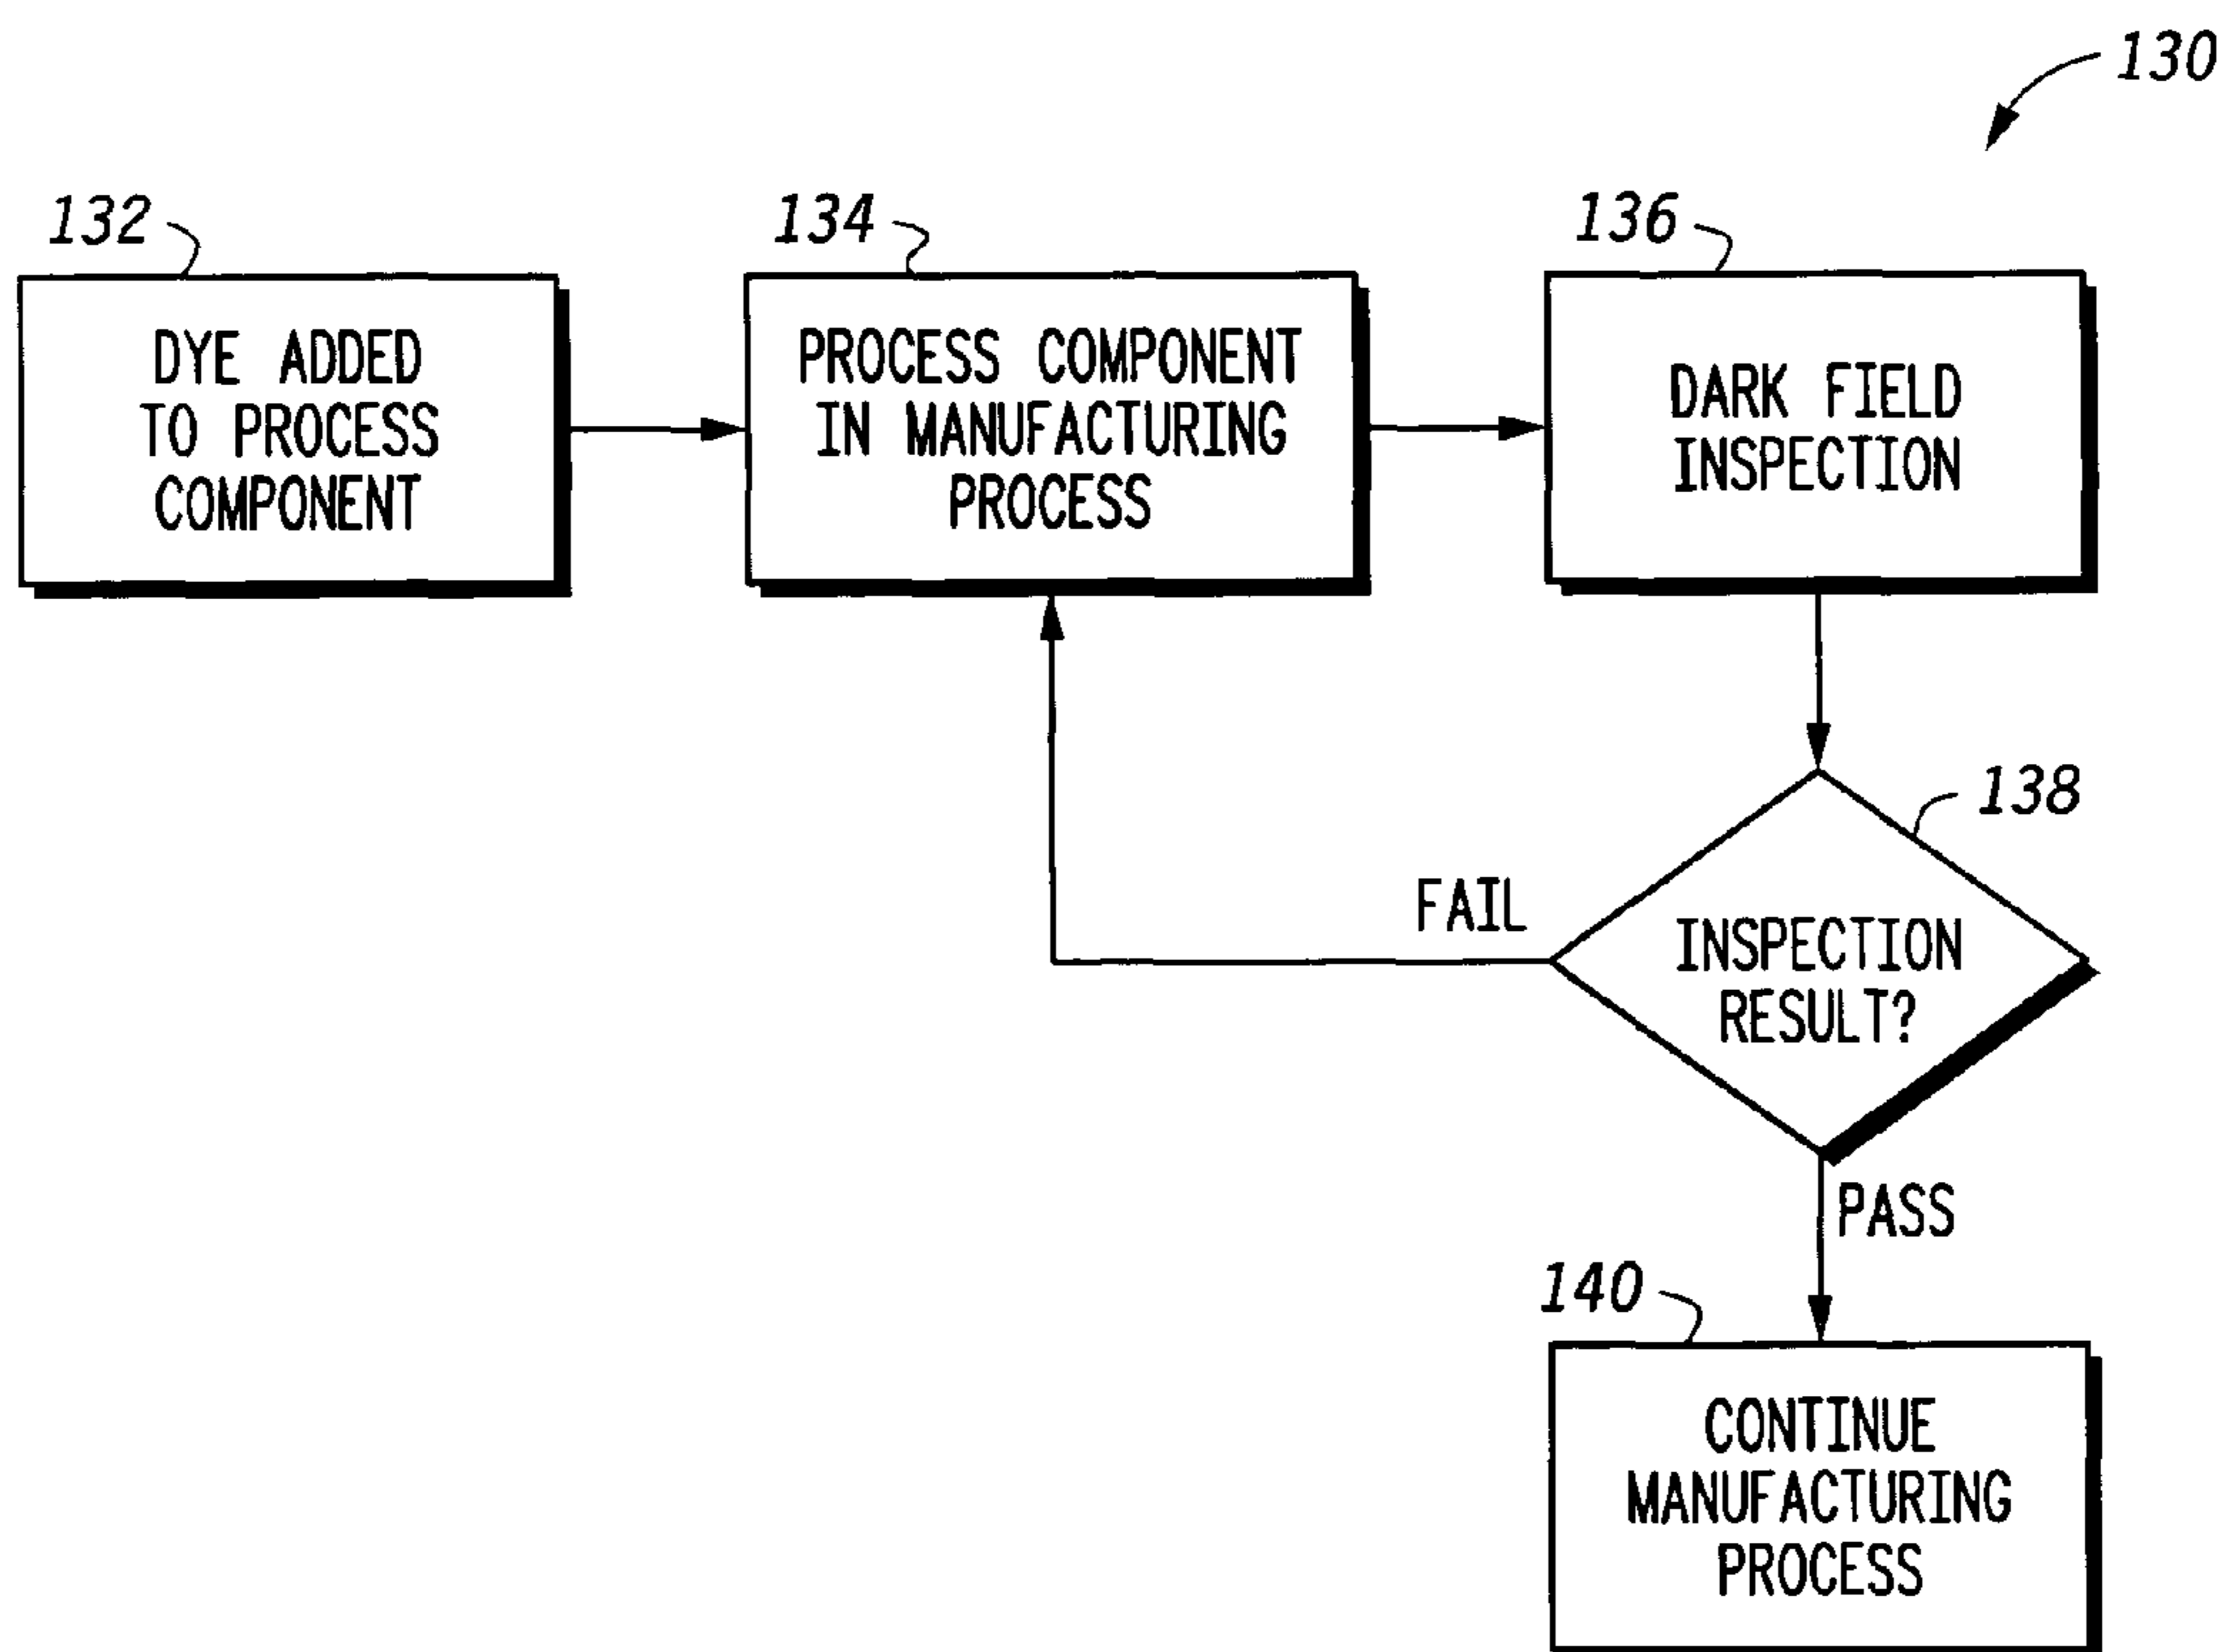 130
132
DYE ADDED
TO PROCESS
COMPONENT
134
PROCESS COMPONENT
IN MANUFACTURING
PROCESS
136
DARK FIELD
INSPECTION
138
INSPECTION
RESULT?
FAIL
PASS
140
CONTINUE
MANUFACTURING
PROCESS